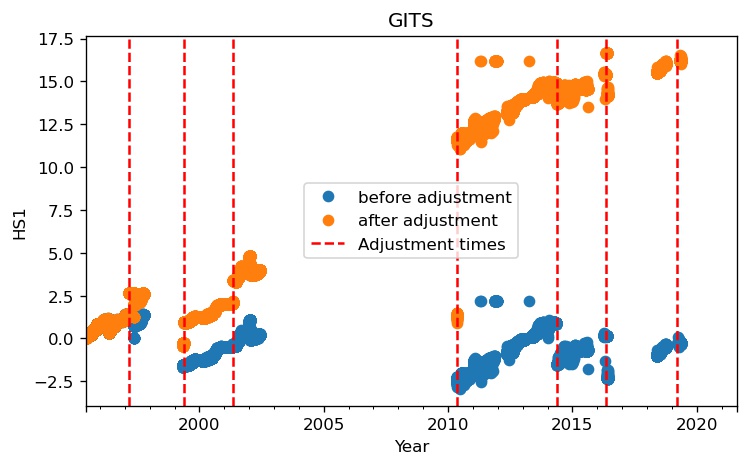 GITS
17.5
15.0
12.5
10.0
7.5
5.0
2.5
0.0
−2.5
HS1
before adjustment
after adjustment
Adjustment times
2000 2005 2010 2015 2020
Year